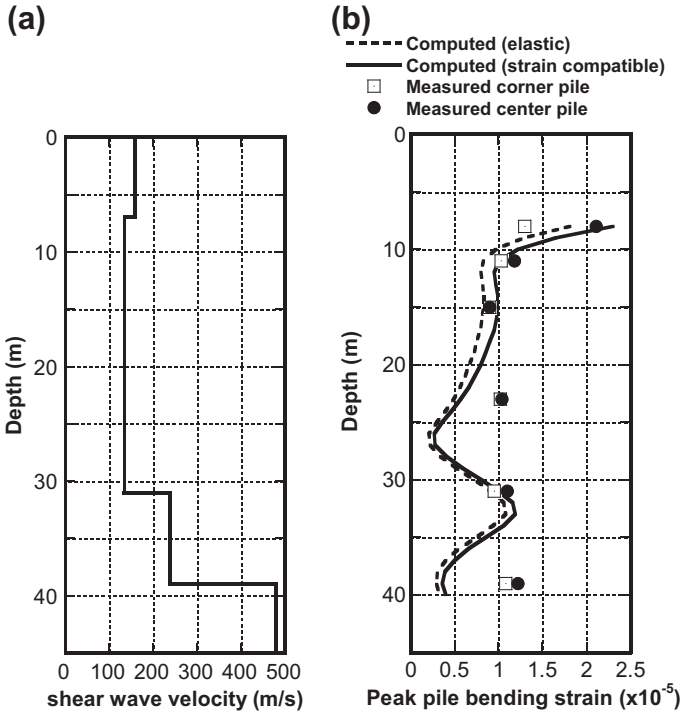 (a)
(b)
Computed (elastic)
Computed (strain compatible)
Measured corner pile
Measured center pile
0
10
20
30
40
Depth (m)
0 100 200 300 400 500
shear wave velocity (m/s)
0
10
20
30
40
Depth (m)
0 0.5 1 1.5 2 2.5
Peak pile bending strain (x10-5)